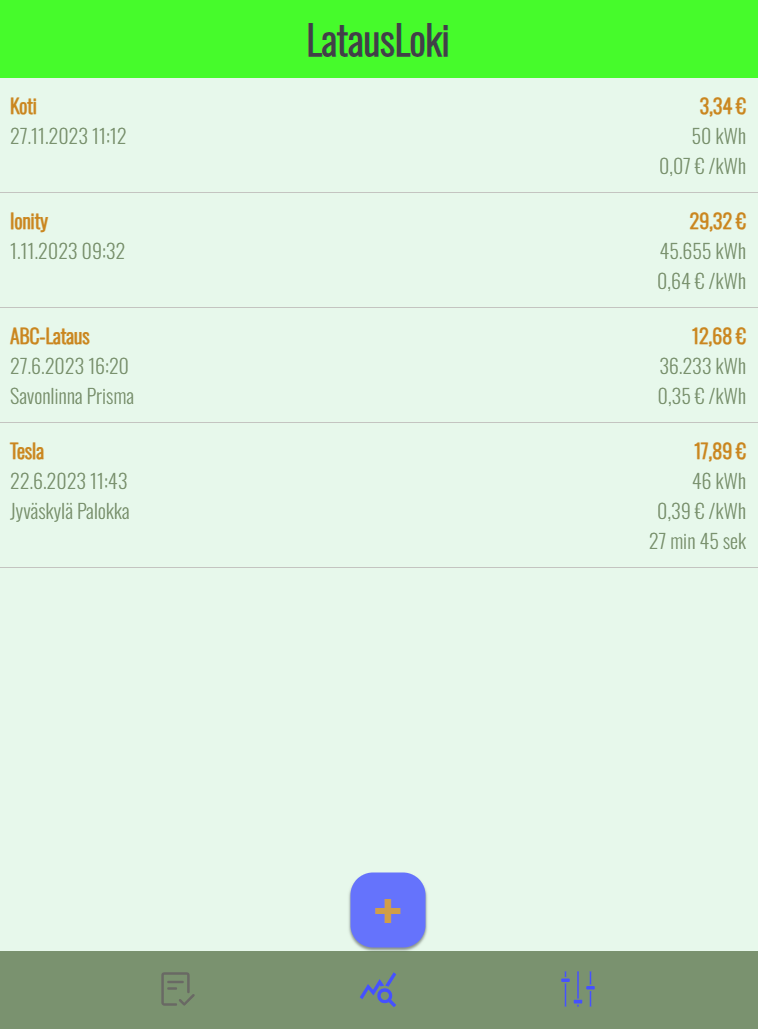 LatausLoki
Koti 3,34 €
27.11.2023 11:12 50 kWh
0,07 € /kWh
Ionity 29,32 €
1.11.2023 09:32 45.655 kWh
0,64 € /kWh
ABC-Lataus 12,68 €
27.6.2023 16:20 36.233 kWh
Savonlinna Prisma 0,35 € /kWh
Tesla 17,89 €
22.6.2023 11:43 46 kWh
Jyväskylä Palokka 0,39 € /kWh
27 min 45 sek